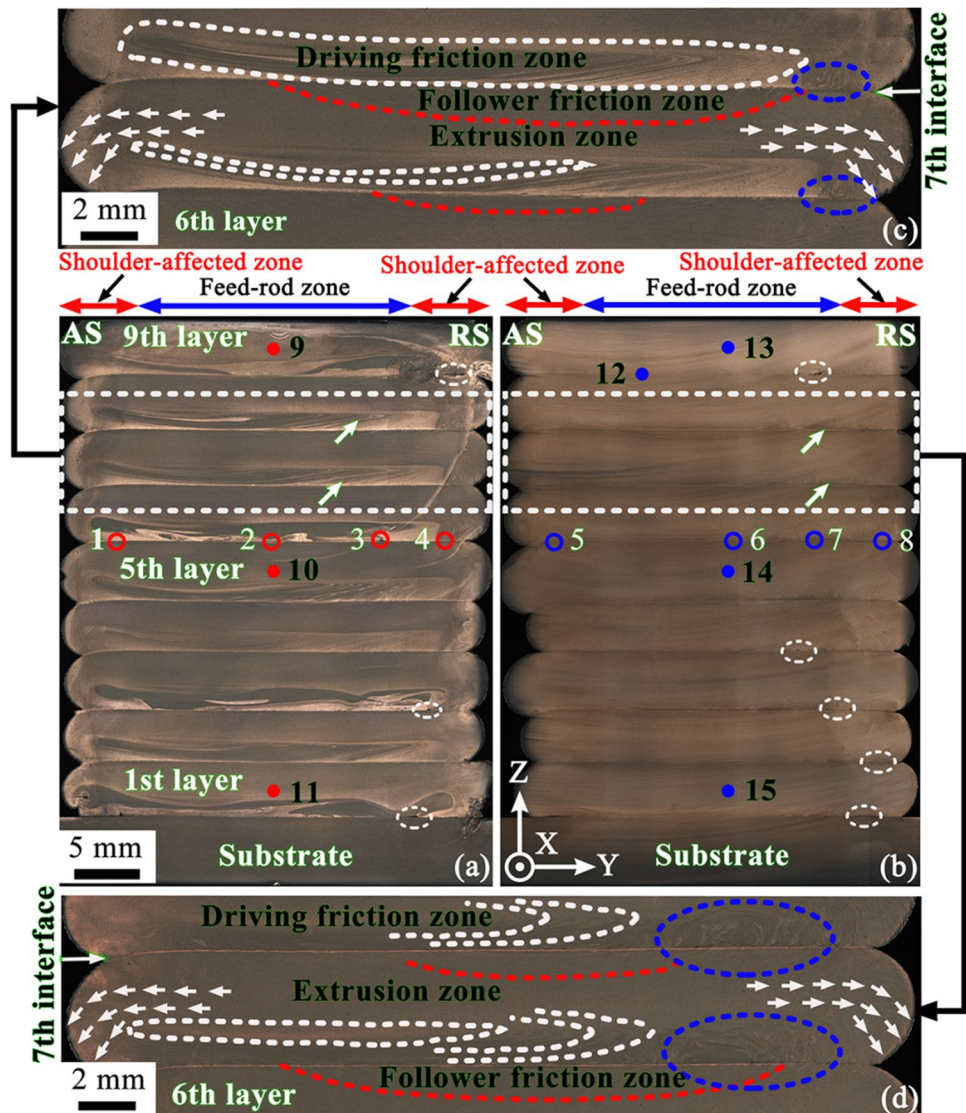 Driving friction zone
Follower friction zone
Extrusion zone
7th interface
2 mm
6th layer
(c)
Shoulder-affected zone
Shoulder-affected zone
Shoulder-affected zone
Feed-rod zone
Feed-rod zone
AS
RS
9th layer
9
1
2
3
4
5th layer
10
1st layer
11
5 mm
Substrate
(a)
AS
RS
13
12
5
6
7
8
14
15
Z
X
Y
Substrate
(b)
7th interface
Driving friction zone
Extrusion zone
Follower friction zone
2 mm
6th layer
(d)